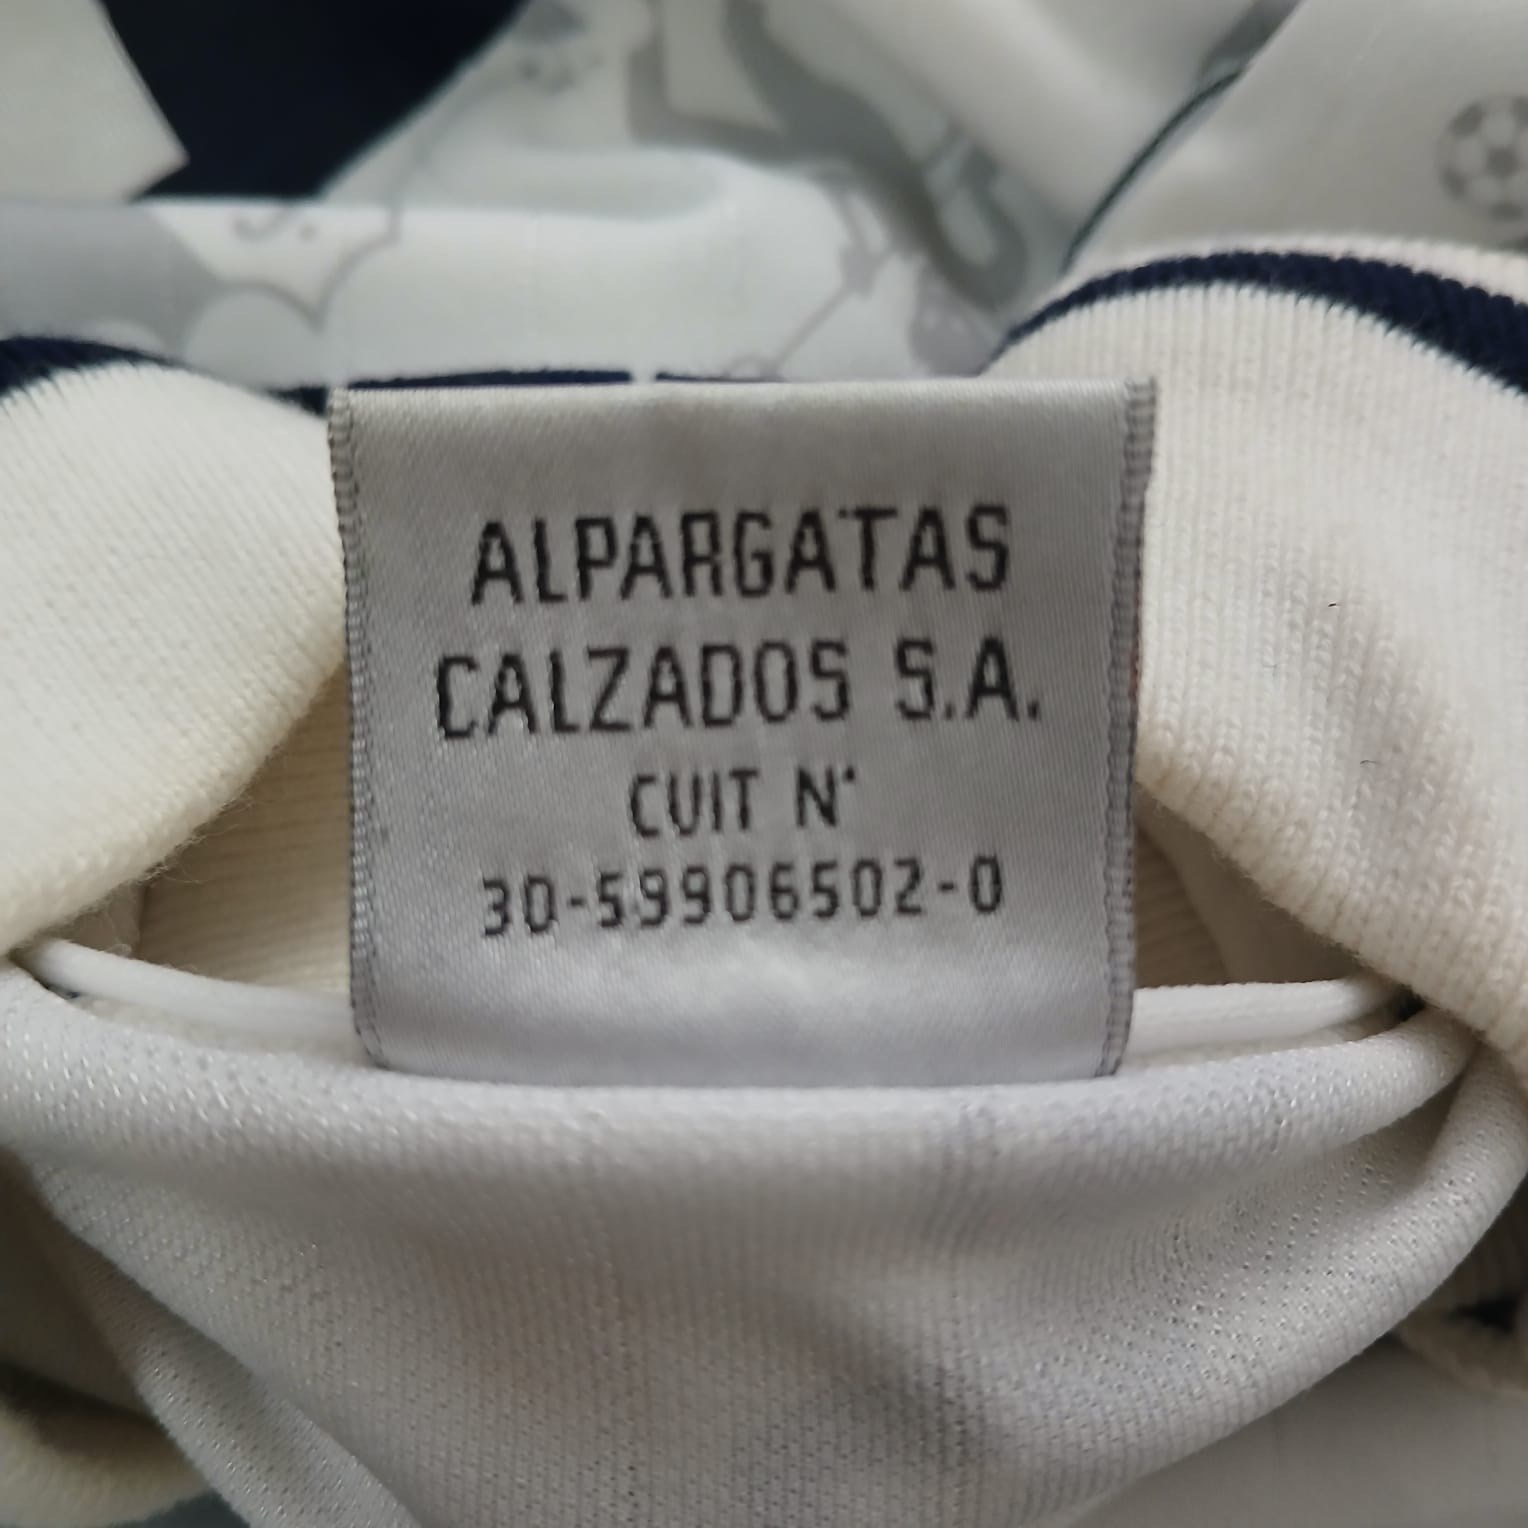 ALPARGATAS
CALZADOS S.A.
CUIT N°
30-59906502-0